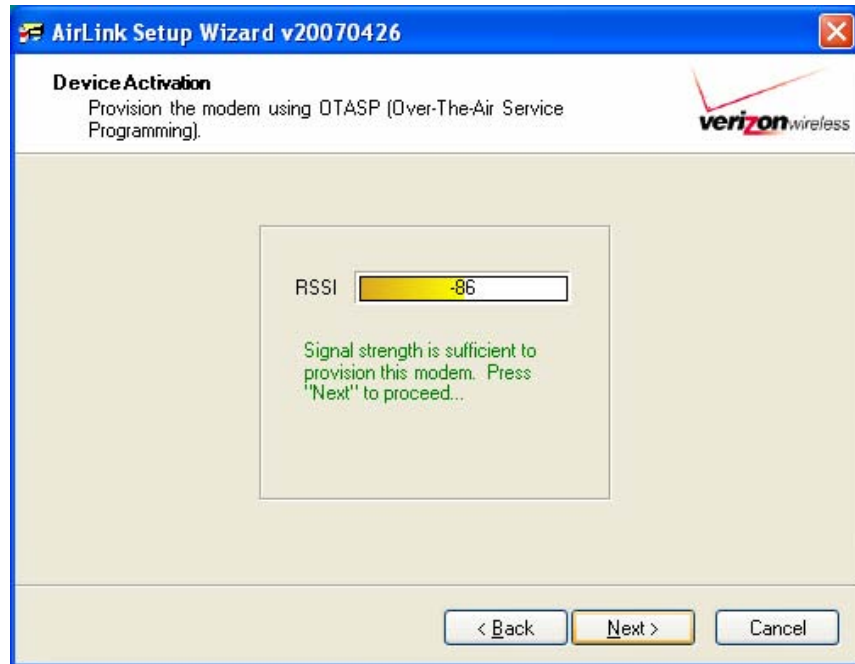 AirLink Setup Wizard v20070426
Device Activation
Provision the modem using OTASP (Over-The-Air Service
Programming).
verizonwireless
RSSI -86
Signal strength is sufficient to
provision this modem. Press
"Next" to proceed...
< Back Next > Cancel